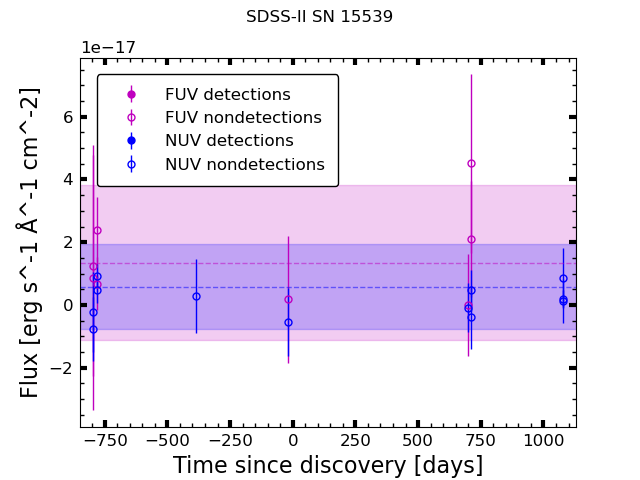 SDSS-II SN 15539
1e−17
FUV detections
FUV nondetections
NUV detections
NUV nondetections
6
4
2
0
−2
Flux [erg s^-1 Å^-1 cm^-2]
−750 −500 −250 0 250 500 750 1000
Time since discovery [days]